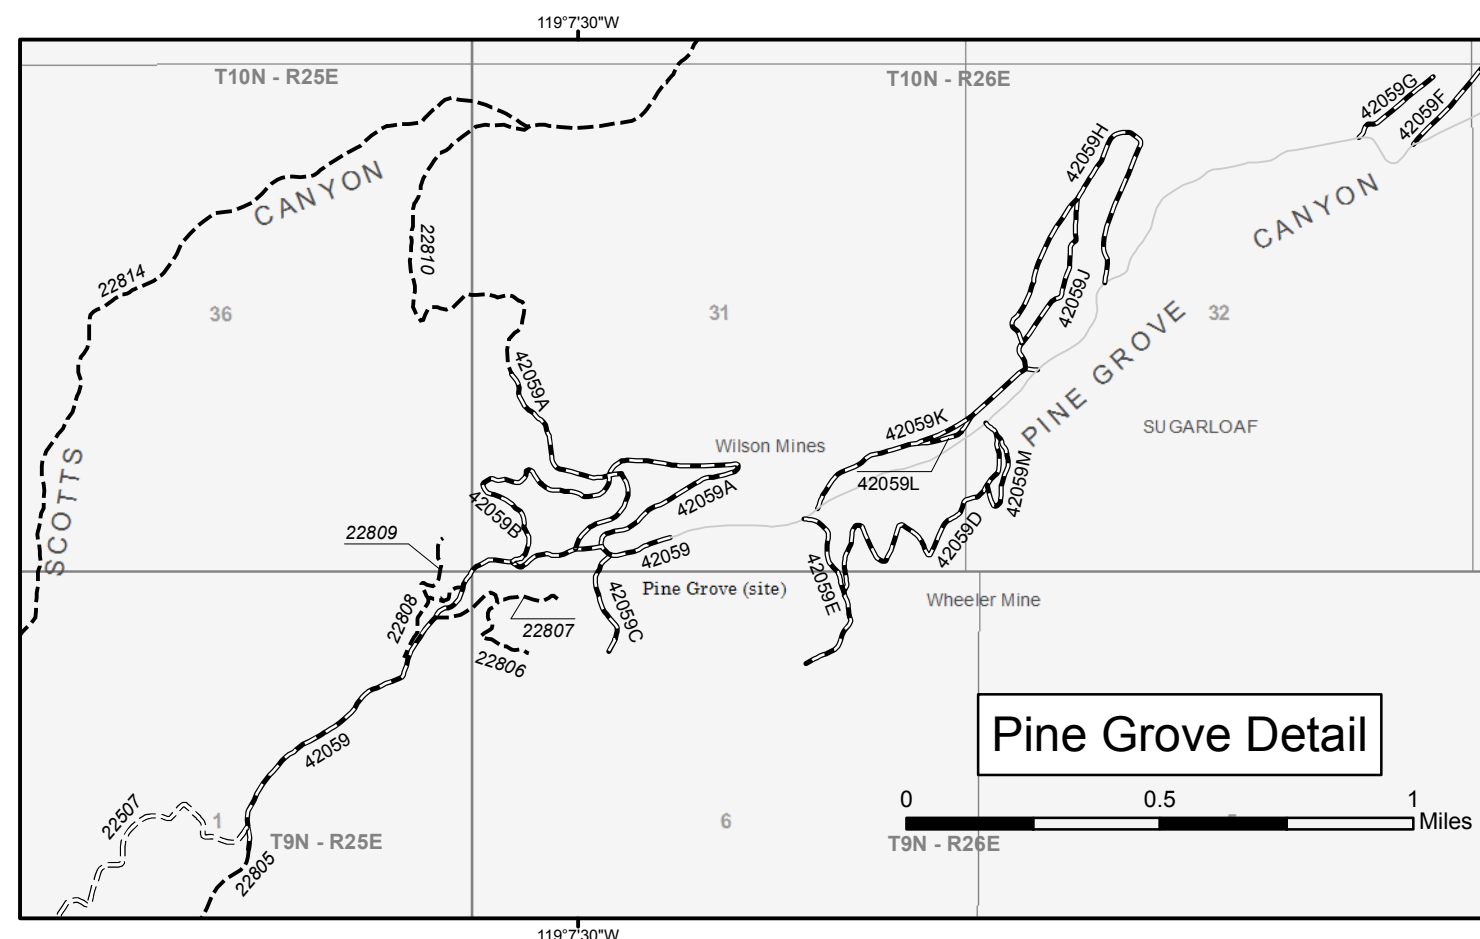 119°7'30"W
T10N - R25E
T10N - R26E
42059G
42059F
42059H
CANYON
CANYON
22810
22814
42059J
36
31
32
PINE GROVE
42059A
SUGARLOAF
42059K
Wilson Mines
SCOTTS
42059L
42059M
42059A
42059B
22809
42059D
42059
Pine Grove (site)
42059E
Wheeler Mine
42059C
22808
22807
22806
Pine Grove Detail
42059
0 0.5 1
Miles
22507
1
6
T9N - R25E
T9N - R26E
22805
119°7'30"W